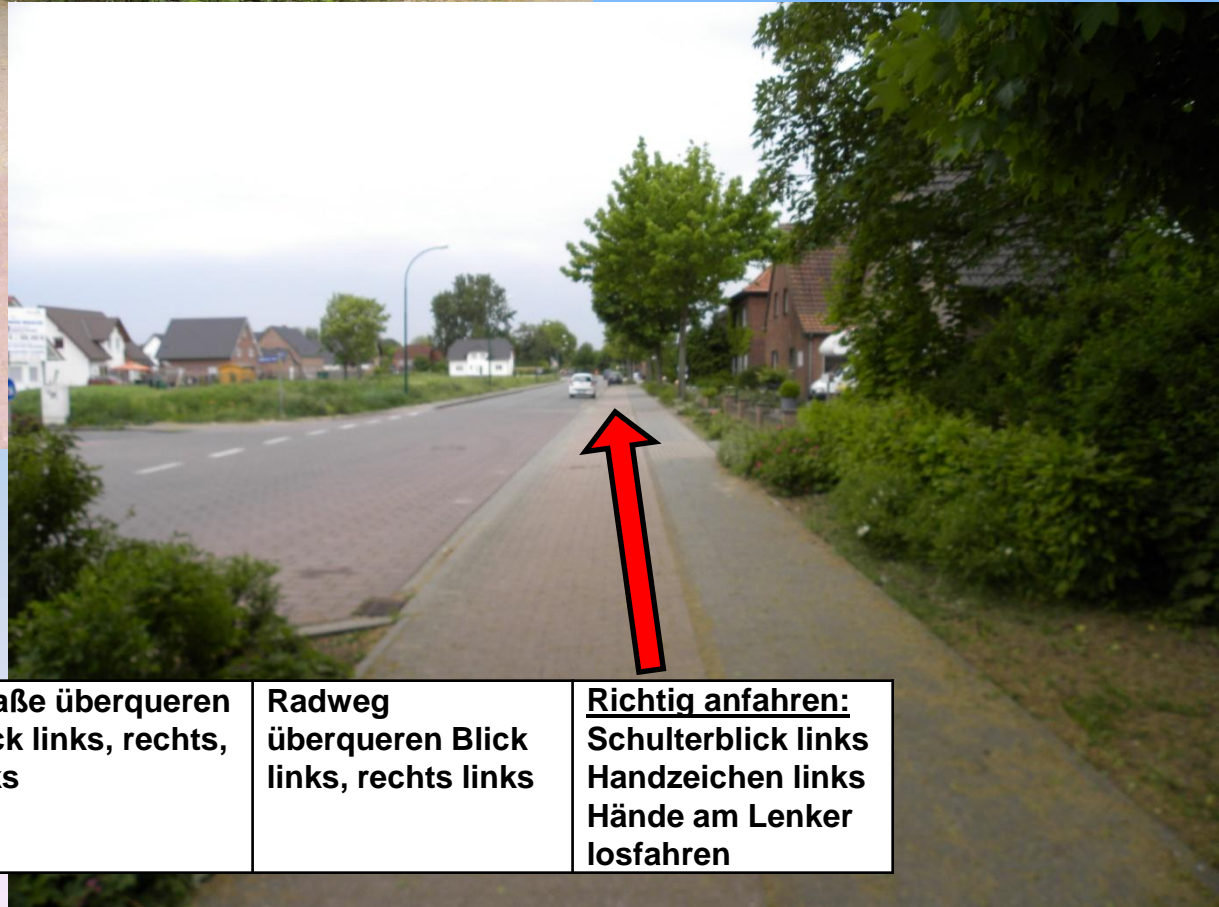 aße überqueren
ck links, rechts,
ks
Radweg
überqueren Blick
links, rechts links
Richtig anfahren:
Schulterblick links
Handzeichen links
Hände am Lenker
losfahren